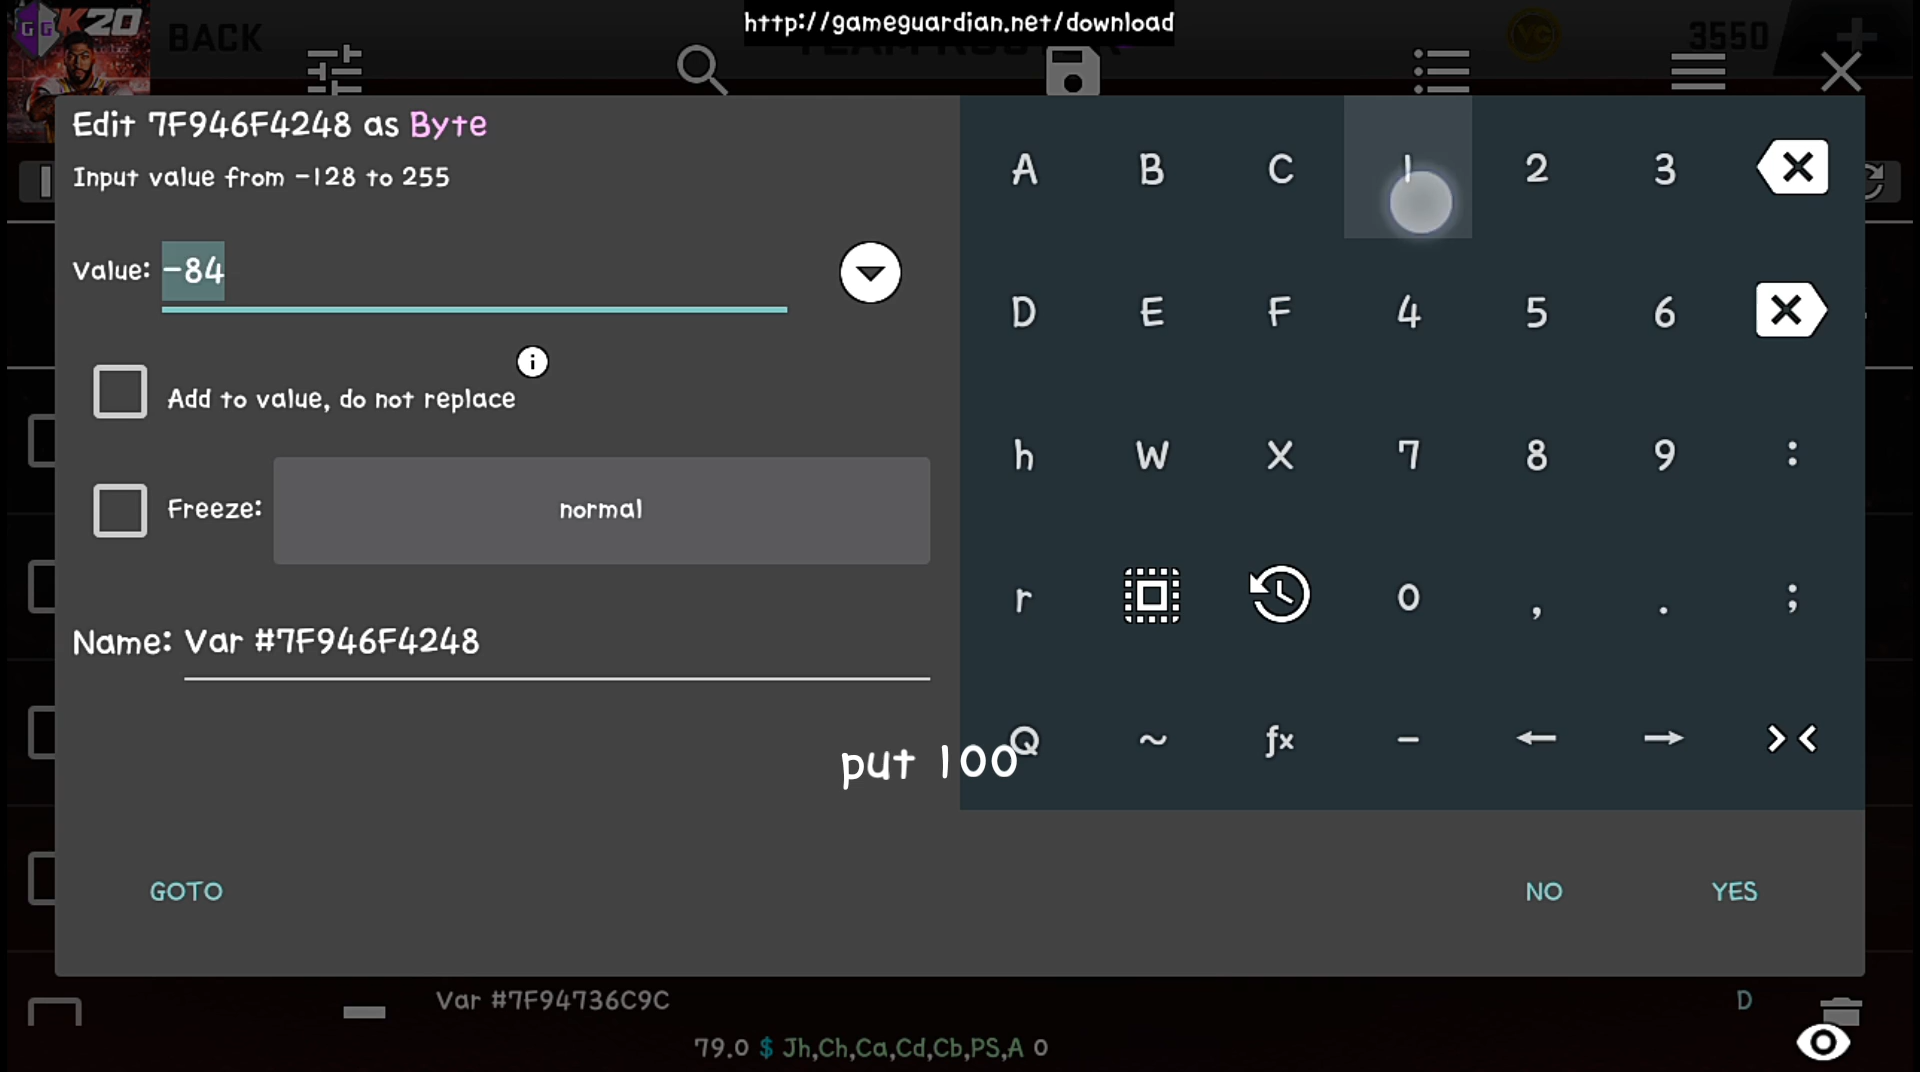 http://gameguardian.net/download
GG K20
BACK
3550
Edit 7F946F4248 as Byte
Input value from -128 to 255
Value: -84
i
Add to value, do not replace
Freeze: normal
Name: Var #7F946F4248
put 100
GOTO
NO
YES
A B C 1 2 3
D E F 4 5 6
h W X 7 8 9 :
r 0 , . ;
Q ~ fx - ← → > <
Var #7F94736C9C
D
79.0 $ Jh,Ch,Ca,Cd,Cb,PS,A 0